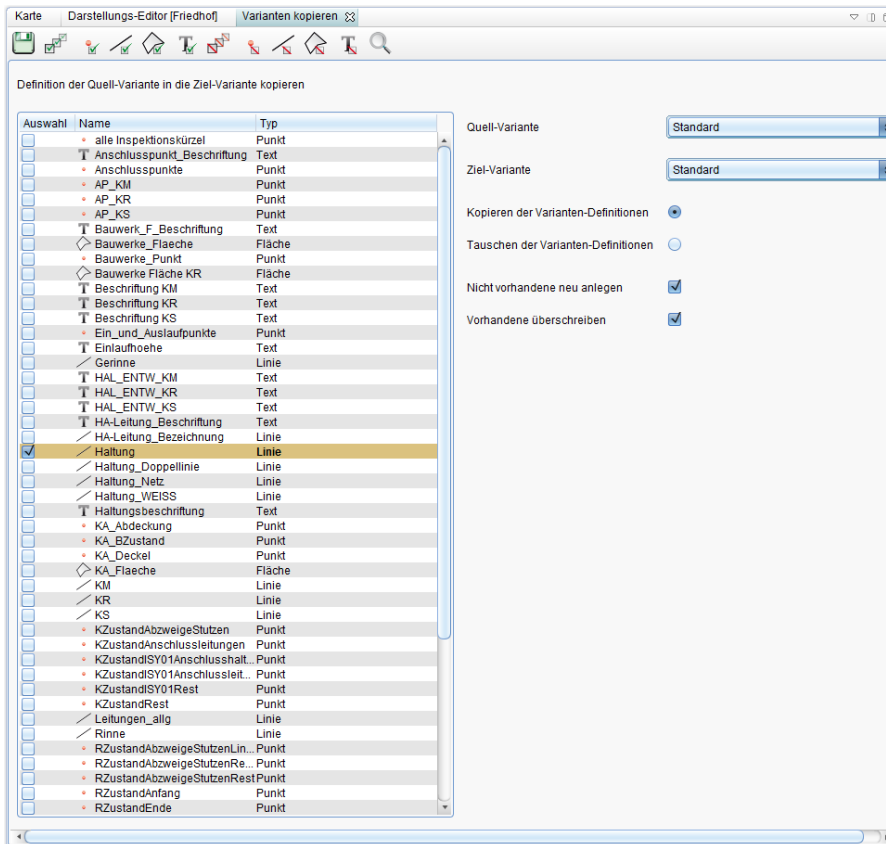 Karte Darstellungs-Editor [Friedhof] Varianten kopieren
Definition der Quell-Variante in die Ziel-Variante kopieren
Auswahl Name Typ
alle Inspektionskürzel Punkt
Anschlusspunkt_Beschriftung Text
Anschlusspunkte Punkt
AP_KM Punkt
AP_KR Punkt
AP_KS Punkt
Bauwerk_F_Beschriftung Text
Bauwerke_Flaeche Fläche
Bauwerke_Punkt Punkt
Bauwerke Fläche KR Fläche
Beschriftung KM Text
Beschriftung KR Text
Beschriftung KS Text
Ein_und_Auslaufpunkte Punkt
Einlaufhoehe Text
Gerinne Linie
HAL_ENTW_KM Text
HAL_ENTW_KR Text
HAL_ENTW_KS Text
HA-Leitung_Beschriftung Text
HA-Leitung_Bezeichnung Linie
Haltung Linie
Haltung_Doppellinie Linie
Haltung_Netz Linie
Haltung_WEISS Linie
Haltungsbeschriftung Text
KA_Abdeckung Punkt
KA_BZustand Punkt
KA_Deckel Punkt
KA_Flaeche Fläche
KM Linie
KR Linie
KS Linie
KZustandAbzweigeStutzen Punkt
KZustandAnschlussleitungen Punkt
KZustandISY01Anschlusshalt... Punkt
KZustandISY01Anschlussleit... Punkt
KZustandISY01Rest Punkt
KZustandRest Punkt
Leitungen_allg Linie
Rinne Linie
RZustandAbzweigeStutzenLin... Punkt
RZustandAbzweigeStutzenRe... Punkt
RZustandAbzweigeStutzenRest Punkt
RZustandAnfang Punkt
RZustandEnde Punkt
Quell-Variante Standard
Ziel-Variante Standard
Kopieren der Varianten-Definitionen
Tauschen der Varianten-Definitionen
Nicht vorhandene neu anlegen
Vorhandene überschreiben